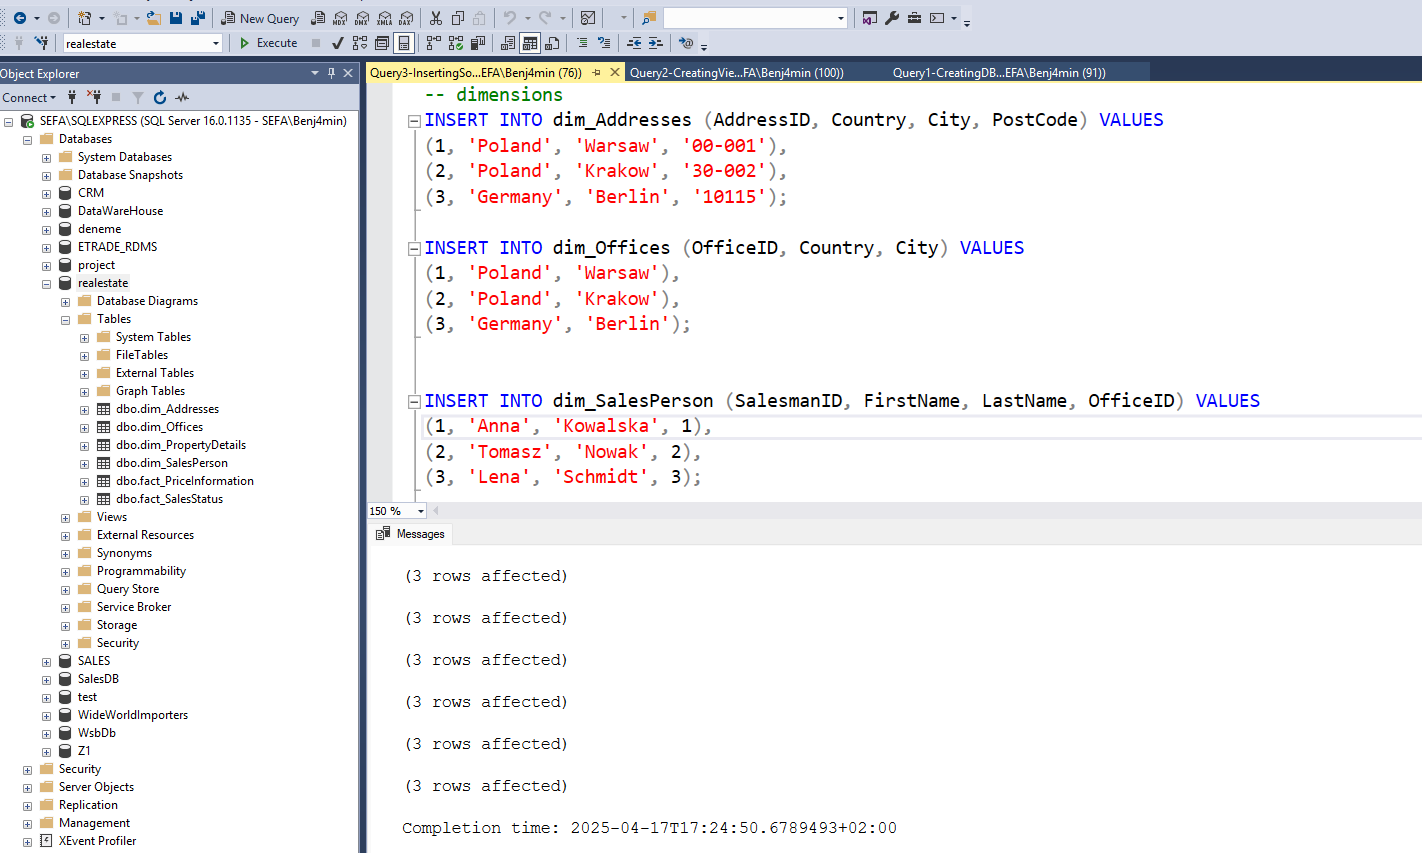 New Query
MDX DMX XMLA DAX
realestate
Execute
Object Explorer
Connect
SEFA\SQLEXPRESS (SQL Server 16.0.1135 - SEFA\Benj4min)
Databases
System Databases
Database Snapshots
CRM
DataWareHouse
deneme
ETRADE_RDMS
project
realestate
Database Diagrams
Tables
System Tables
FileTables
External Tables
Graph Tables
dbo.dim_Addresses
dbo.dim_Offices
dbo.dim_PropertyDetails
dbo.dim_SalesPerson
dbo.fact_PriceInformation
dbo.fact_SalesStatus
Views
External Resources
Synonyms
Programmability
Query Store
Service Broker
Storage
Security
SALES
SalesDB
test
WideWorldImporters
WsbDb
Z1
Security
Server Objects
Replication
Management
XEvent Profiler
Query3-InsertingSo...EFA\Benj4min (76))
Query2-CreatingVie...FA\Benj4min (100))
Query1-CreatingDB...EFA\Benj4min (91))
-- dimensions
INSERT INTO dim_Addresses (AddressID, Country, City, PostCode) VALUES
(1, 'Poland', 'Warsaw', '00-001'),
(2, 'Poland', 'Krakow', '30-002'),
(3, 'Germany', 'Berlin', '10115');
INSERT INTO dim_Offices (OfficeID, Country, City) VALUES
(1, 'Poland', 'Warsaw'),
(2, 'Poland', 'Krakow'),
(3, 'Germany', 'Berlin');
INSERT INTO dim_SalesPerson (SalesmanID, FirstName, LastName, OfficeID) VALUES
(1, 'Anna', 'Kowalska', 1),
(2, 'Tomasz', 'Nowak', 2),
(3, 'Lena', 'Schmidt', 3);
150 %
Messages
(3 rows affected)
(3 rows affected)
(3 rows affected)
(3 rows affected)
(3 rows affected)
(3 rows affected)
Completion time: 2025-04-17T17:24:50.6789493+02:00